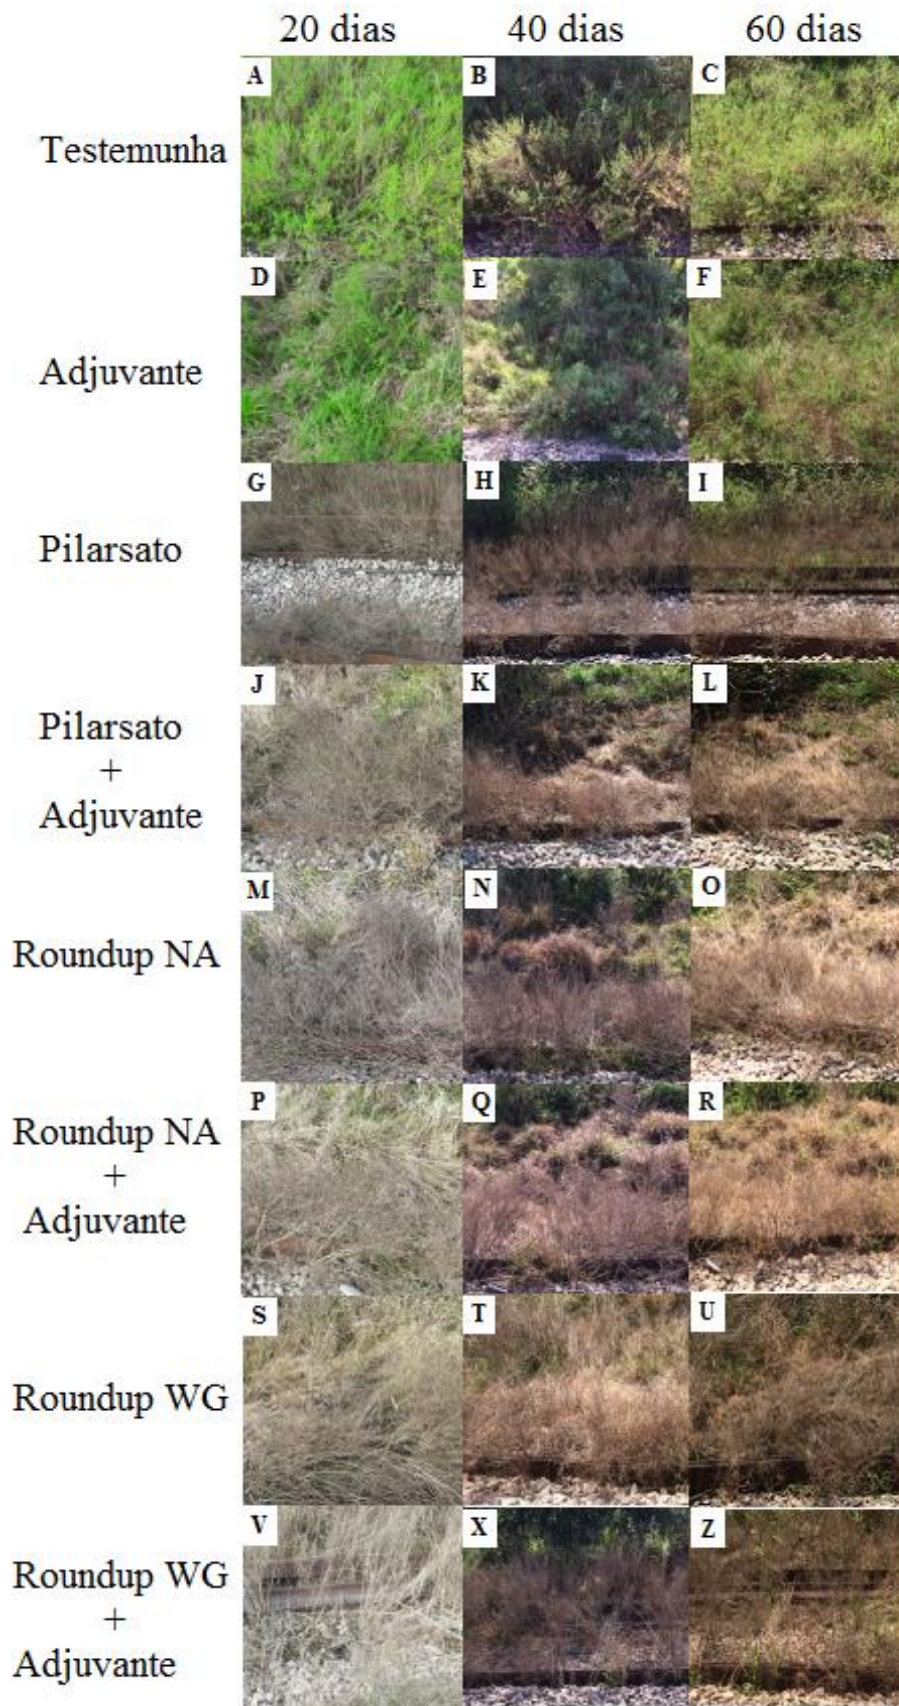 20 dias 40 dias 60 dias
A B C
Testemunha
D E F
Adjuvante
G H I
Pilarsato
J K L
Pilarsato
+
Adjuvante
M N O
Roundup NA
P Q R
Roundup NA
+
Adjuvante
S T U
Roundup WG
V X Z
Roundup WG
+
Adjuvante